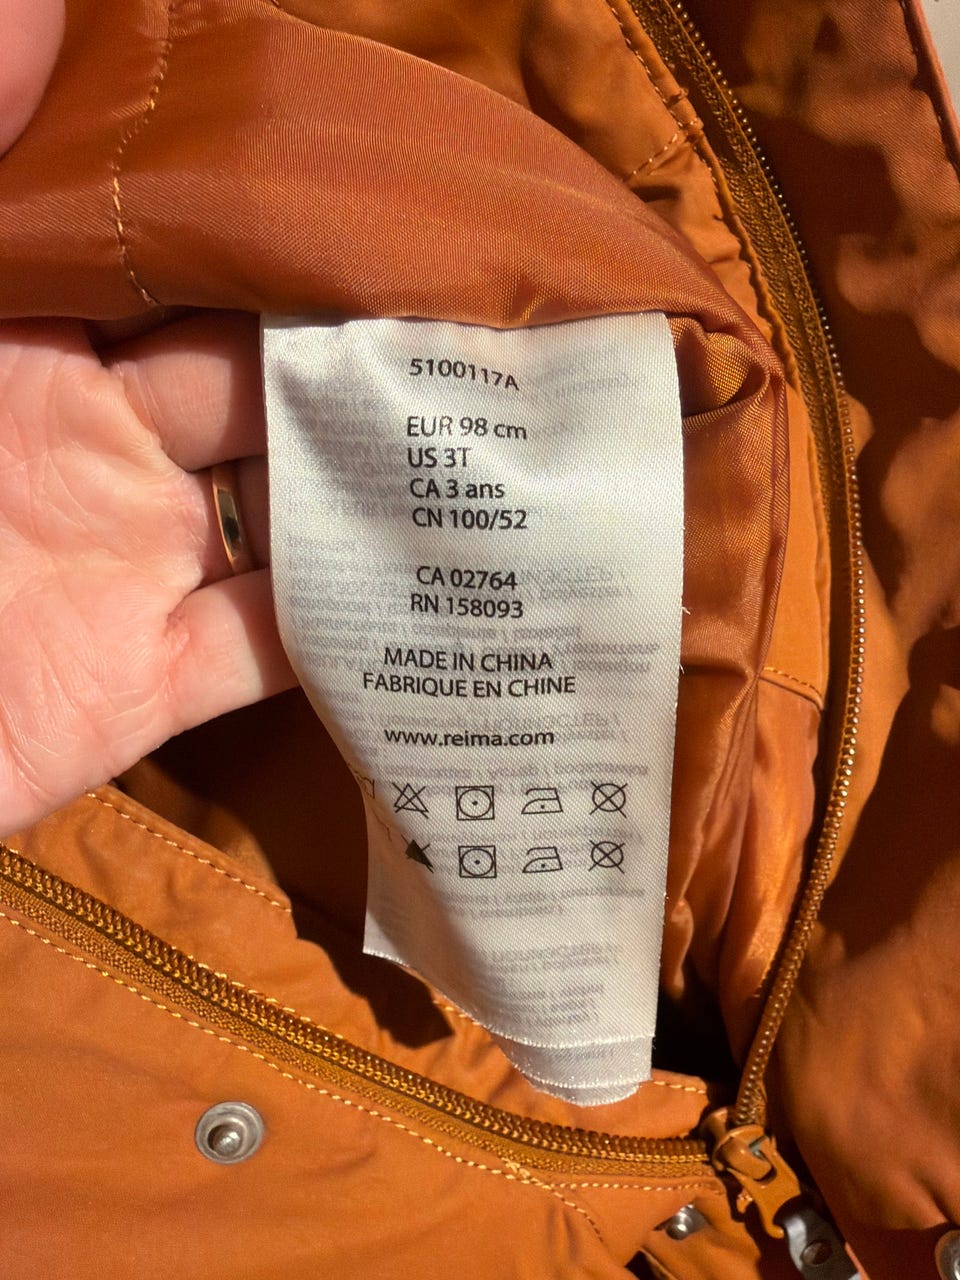 5100117A
EUR 98 cm
US 3T
CA 3 ans
CN 100/52
CA 02764
RN 158093
MADE IN CHINA
FABRIQUE EN CHINE
www.reima.com